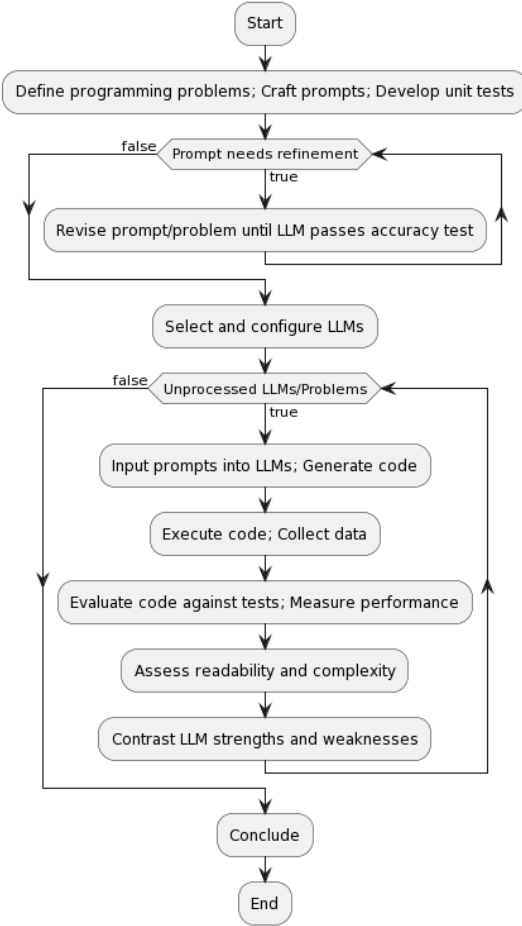 Start
Define programming problems; Craft prompts; Develop unit tests
false
Prompt needs refinement
true
Revise prompt/problem until LLM passes accuracy test
Select and configure LLMs
false
Unprocessed LLMs/Problems
true
Input prompts into LLMs; Generate code
Execute code; Collect data
Evaluate code against tests; Measure performance
Assess readability and complexity
Contrast LLM strengths and weaknesses
Conclude
End